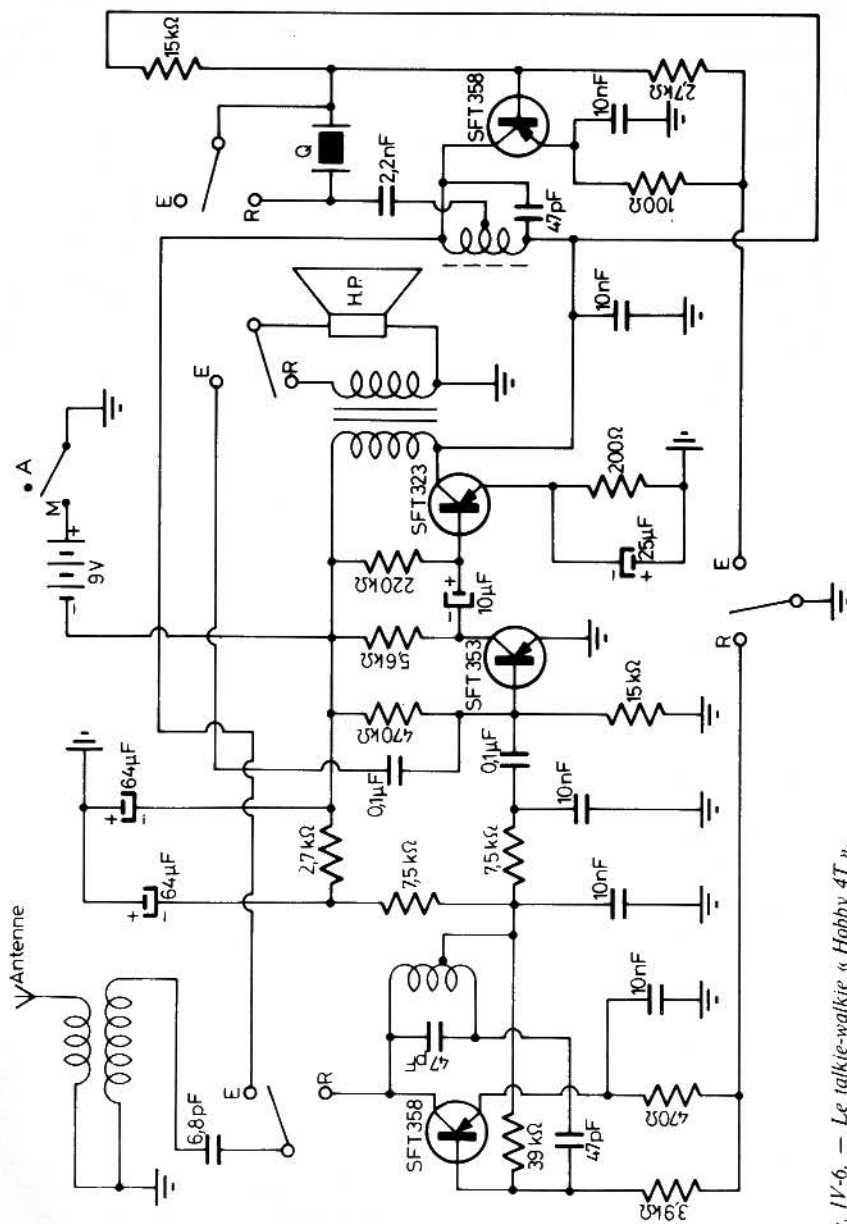 Antenne
6,8pF
E
R
47pF
SFT358
39kΩ
47pF
3,9kΩ
470Ω
10nF
+
64µF
-
+
64µF
-
2,7kΩ
7,5kΩ
7,5kΩ
10nF
10nF
0,1µF
0,1µF
470kΩ
15kΩ
5,6kΩ
SFT353
-
10µF
+
220kΩ
SFT323
-
25µF
+
200Ω
-
9V
+
M
A
E
R
H.P.
10nF
E
R
Q
2,2nF
47pF
15kΩ
SFT358
100Ω
10nF
2,7kΩ
R
E
. IV-6. — Le talkie-walkie « Hobby 4T ».